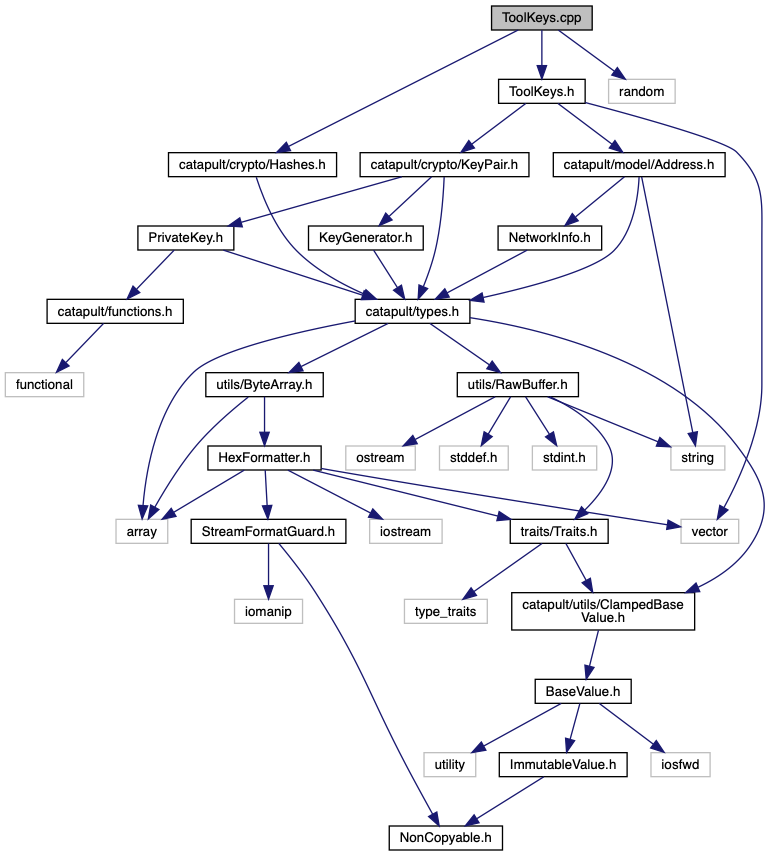 ToolKeys.cpp
ToolKeys.h
random
catapult/crypto/Hashes.h
catapult/crypto/KeyPair.h
catapult/model/Address.h
PrivateKey.h
KeyGenerator.h
NetworkInfo.h
catapult/functions.h
catapult/types.h
functional
utils/ByteArray.h
utils/RawBuffer.h
HexFormatter.h
ostream
stddef.h
stdint.h
string
array
StreamFormatGuard.h
iostream
traits/Traits.h
vector
iomanip
type_traits
catapult/utils/ClampedBase
Value.h
BaseValue.h
utility
ImmutableValue.h
iosfwd
NonCopyable.h